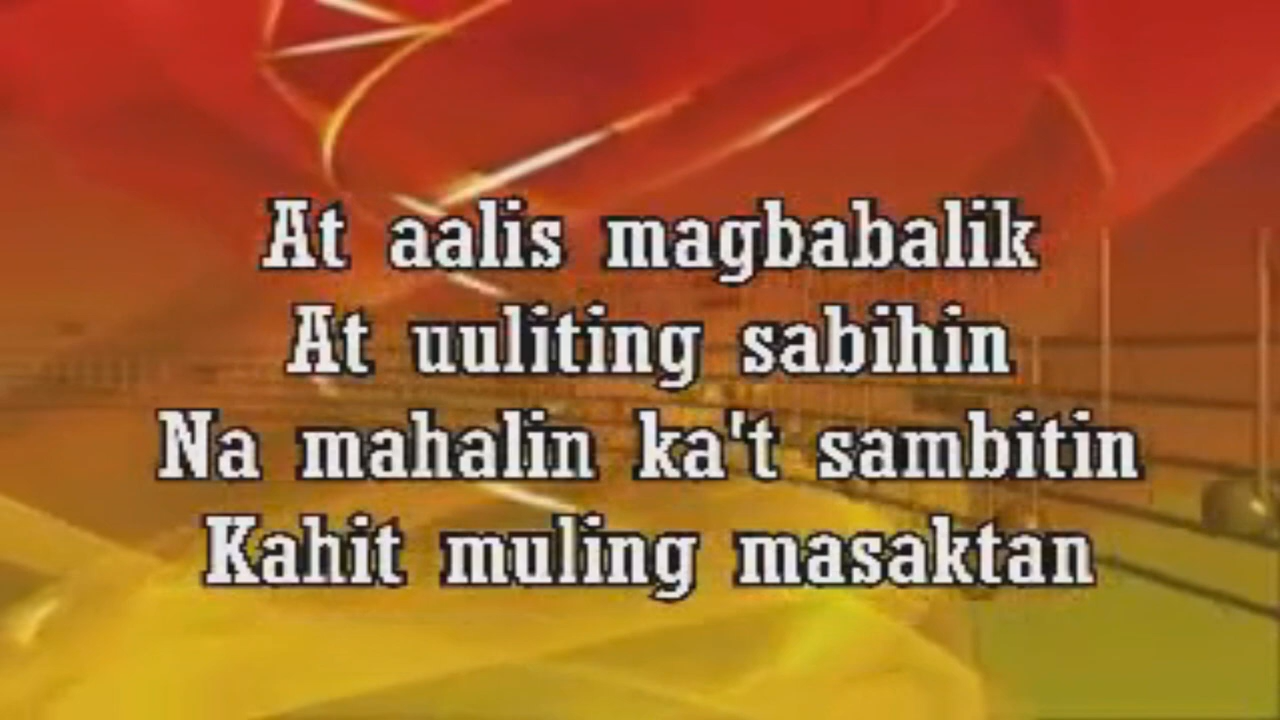 At aalis magbabalik
At uuliting sabihin
Na mahalin ka't sambitin
Kahit muling masaktan